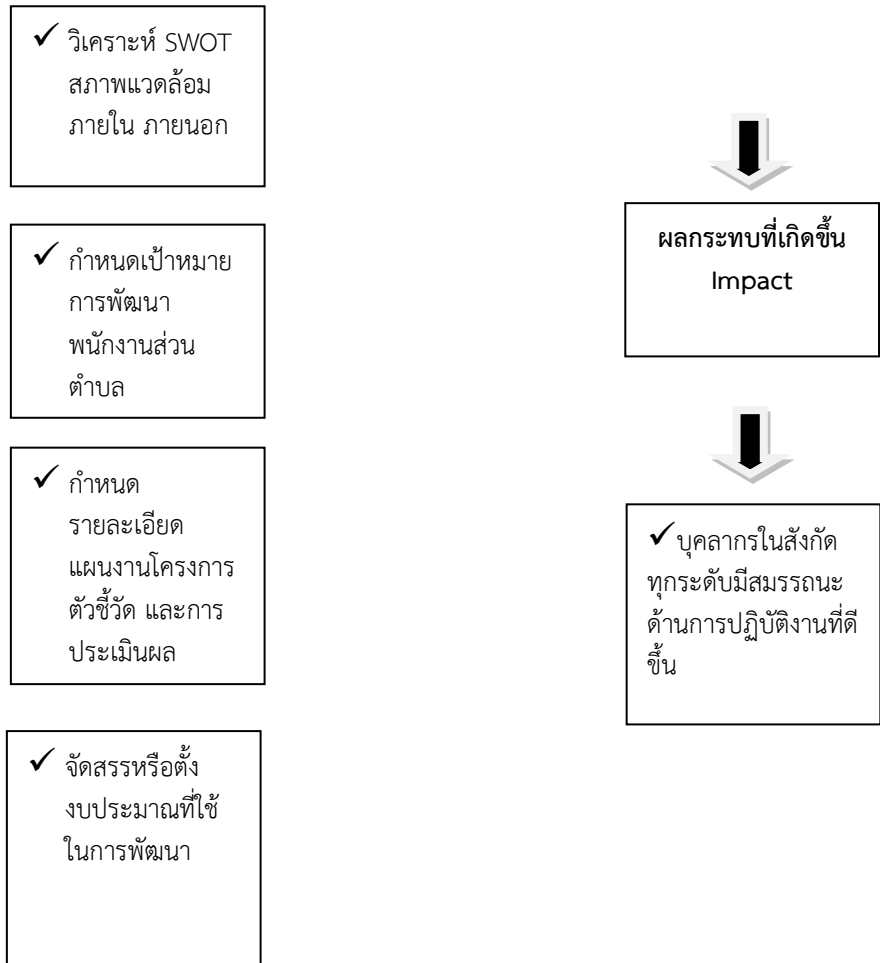 ✓ วิเคราะห์ SWOT
สภาพแวดล้อม
ภายใน ภายนอก
✓ กำหนดเป้าหมาย
การพัฒนา
พนักงานส่วน
ตำบล
✓ กำหนด
รายละเอียด
แผนงานโครงการ
ตัวชี้วัด และการ
ประเมินผล
✓ จัดสรรหรือตั้ง
งบประมาณที่ใช้
ในการพัฒนา
ผลกระทบที่เกิดขึ้น
Impact
✓บุคลากรในสังกัด
ทุกระดับมีสมรรถนะ
ด้านการปฏิบัติงานที่ดี
ขึ้น